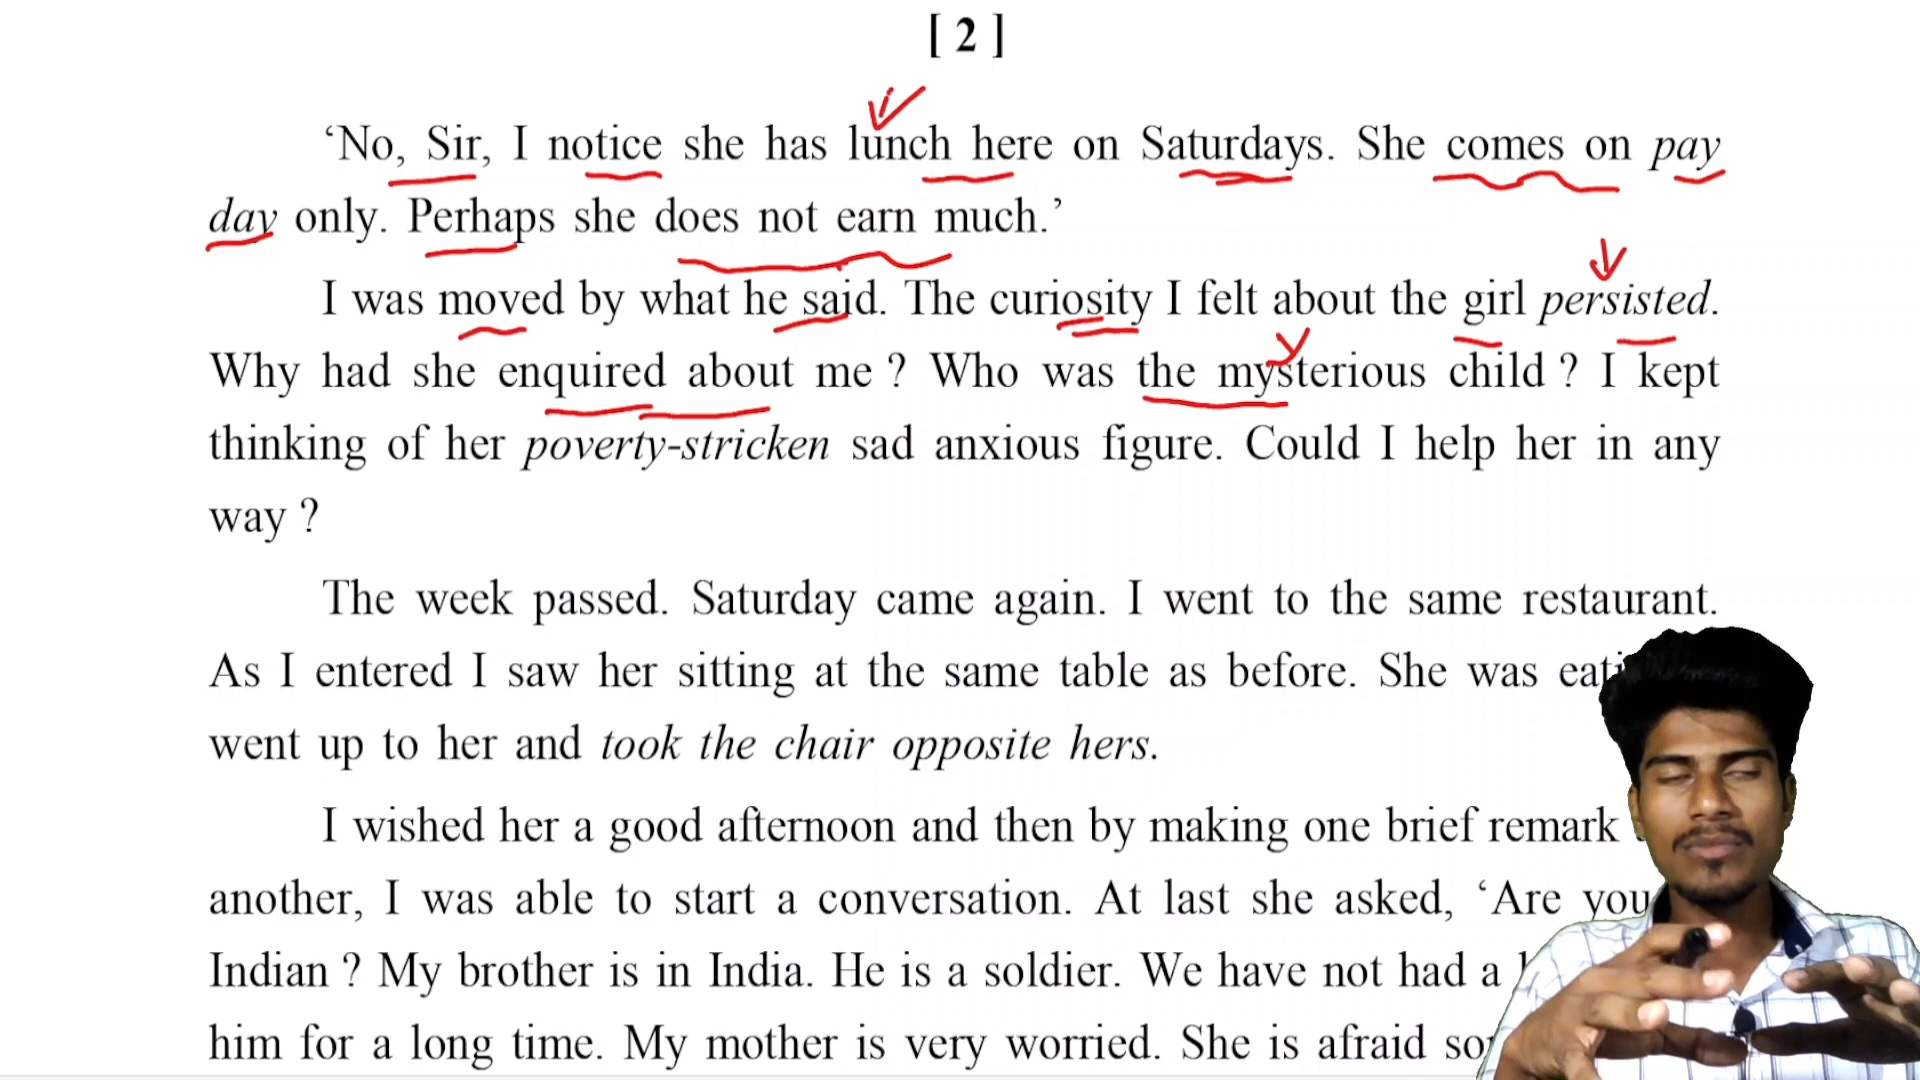 [ 2 ]
‘No, Sir, I notice she has lunch here on Saturdays. She comes on pay
day only. Perhaps she does not earn much.’
I was moved by what he said. The curiosity I felt about the girl persisted.
Why had she enquired about me ? Who was the mysterious child ? I kept
thinking of her poverty-stricken sad anxious figure. Could I help her in any
way ?
The week passed. Saturday came again. I went to the same restaurant.
As I entered I saw her sitting at the same table as before. She was
went up to her and took the chair opposite hers.
I wished her a good afternoon and then by making one brief remark
another, I was able to start a conversation. At last she asked, ‘Are you
Indian ? My brother is in India. He is a soldier. We have not had a
him for a long time. My mother is very worried. She is afraid